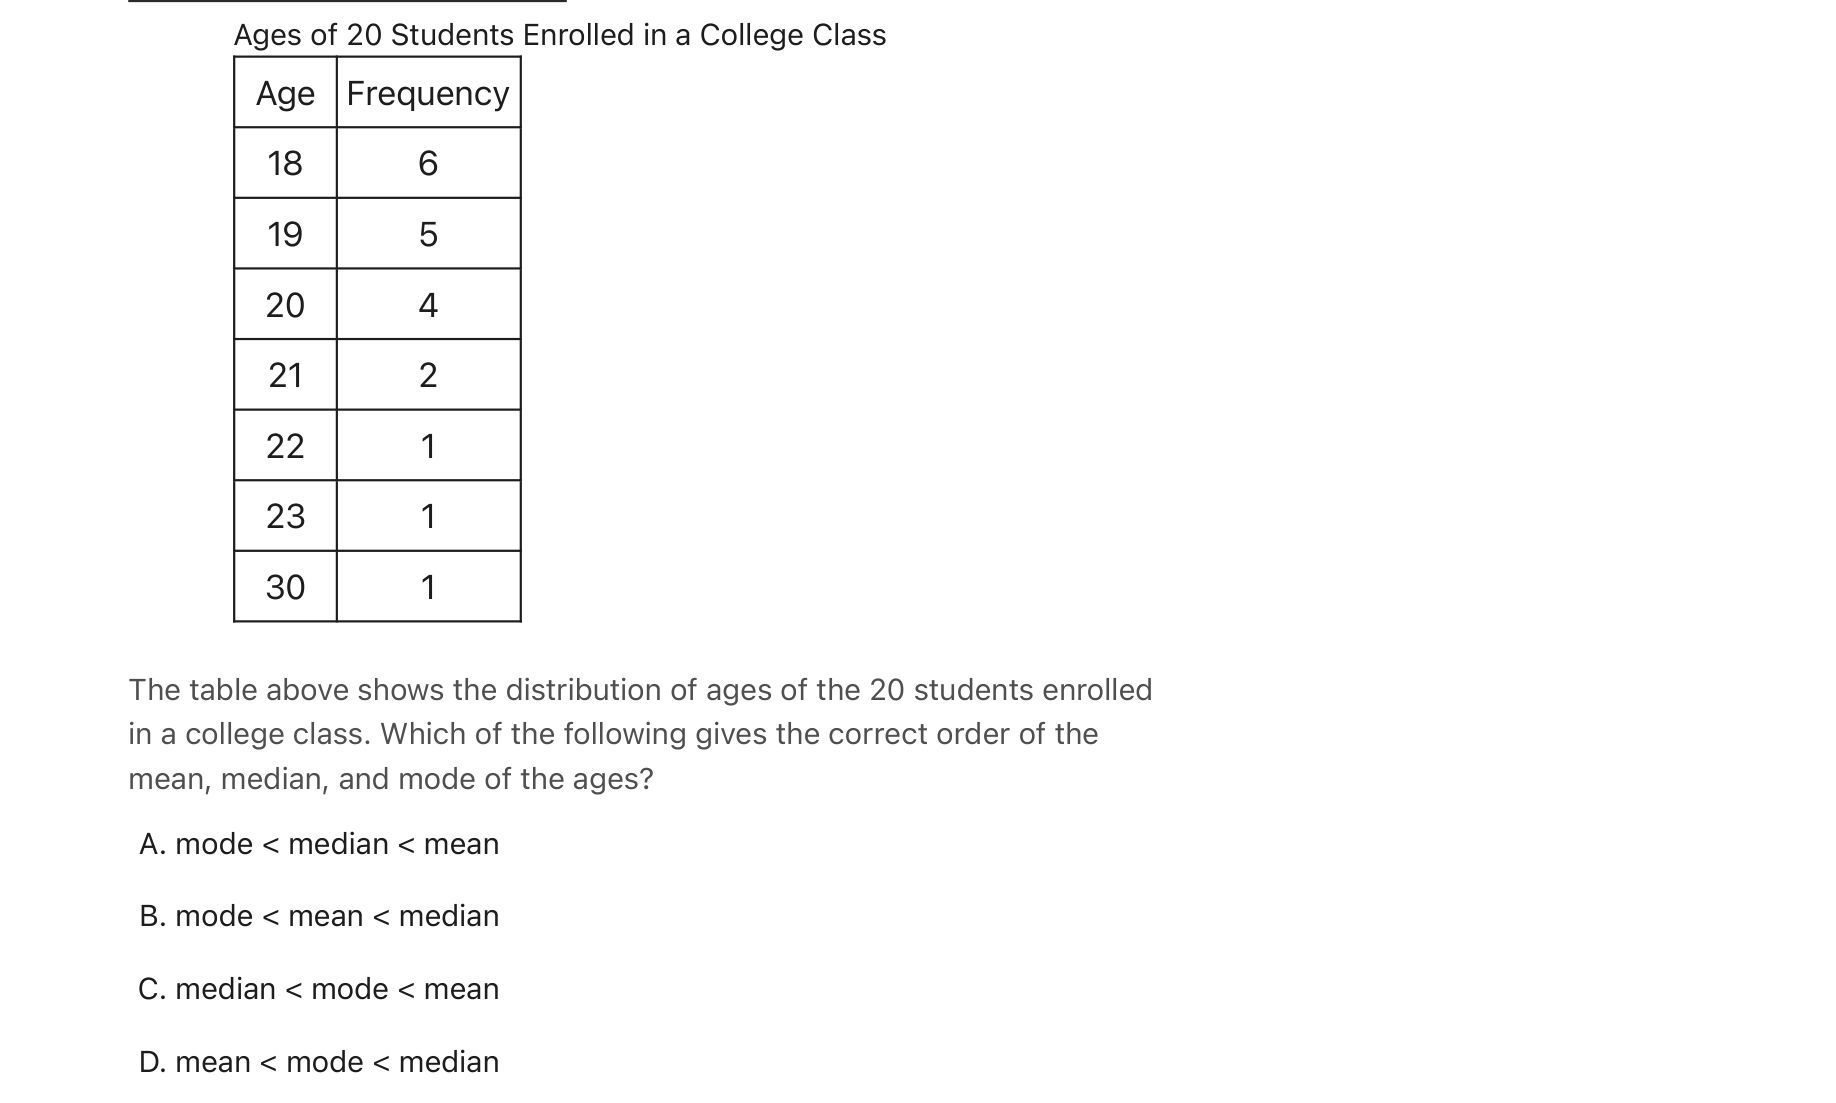 Ages of 20 Students Enrolled in a College Class
Age Frequency
18 6
19 5
20 4
21 2
22 1
23 1
30 1
The table above shows the distribution of ages of the 20 students enrolled
in a college class. Which of the following gives the correct order of the
mean, median, and mode of the ages?
A. mode < median < mean
B. mode < mean < median
C. median < mode < mean
D. mean < mode < median